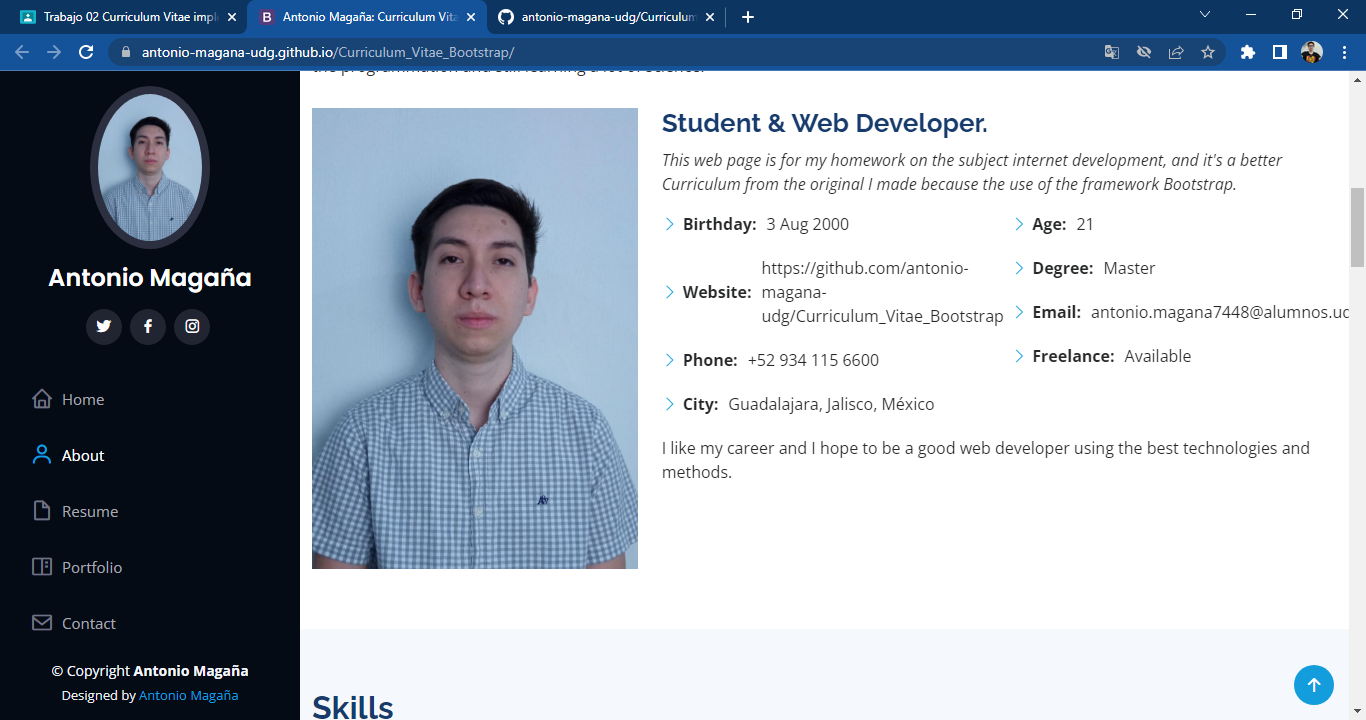 Trabajo 02 Curriculum Vitae impl
Antonio Magaña: Curriculum Vita
antonio-magana-udg/Curriculum
antonio-magana-udg.github.io/Curriculum_Vitae_Bootstrap/
Antonio Magaña
Home
About
Resume
Portfolio
Contact
© Copyright Antonio Magaña
Designed by Antonio Magaña
Student & Web Developer.
This web page is for my homework on the subject internet development, and it's a better
Curriculum from the original I made because the use of the framework Bootstrap.
Birthday: 3 Aug 2000
Website: https://github.com/antonio-
magana-
udg/Curriculum_Vitae_Bootstrap
Phone: +52 934 115 6600
City: Guadalajara, Jalisco, México
Age: 21
Degree: Master
Email: antonio.magana7448@alumnos.ud
Freelance: Available
I like my career and I hope to be a good web developer using the best technologies and
methods.
Skills